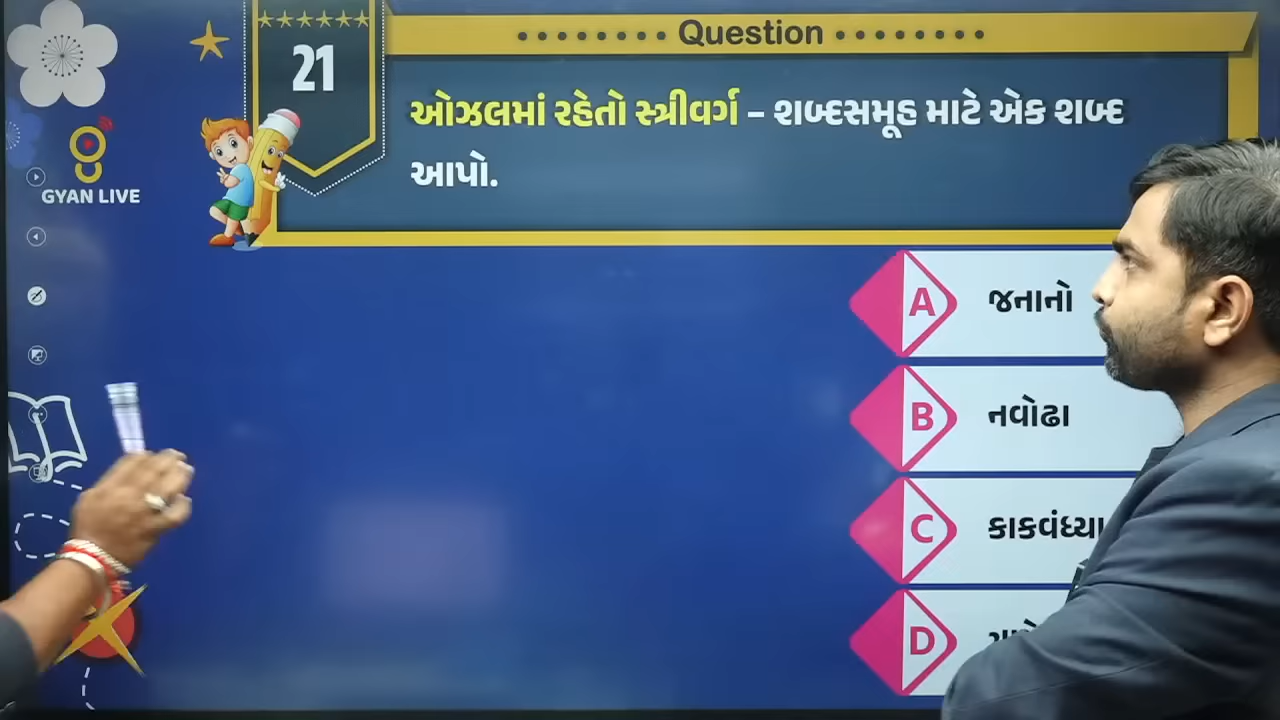 Question
21
ઓઝલમાં રહેતો સ્ત્રીવર્ગ – શબ્દસમૂહ માટે એક શબ્દ
આપો.
GYAN LIVE
A જનાનો
B નવોઢા
C કાકવંધ્યા
D